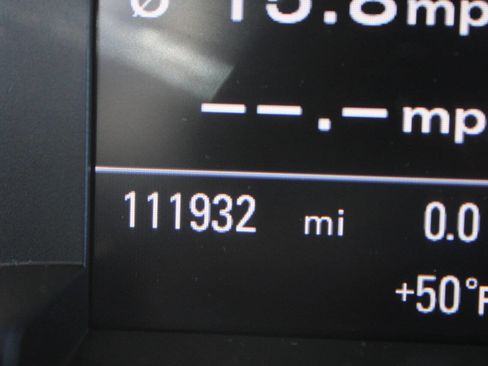 Ø 15.8 mp
--.- mp
111932 mi 0.0
+50°F